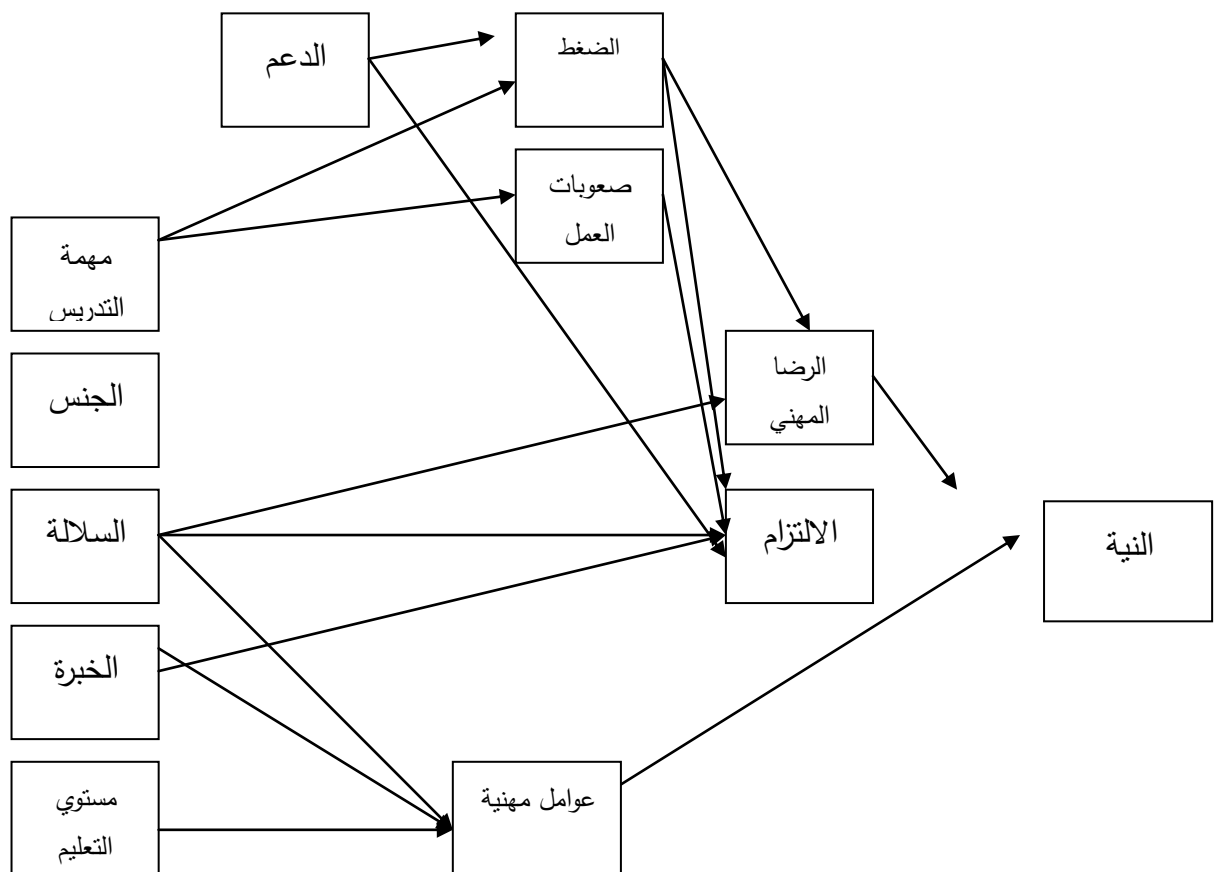 الضغط
الدعم
صعوبات
العمل
مهمة
التدريس
الرضا
المهني
الجنس
الالتزام
السلالة
النية
الخبرة
عوامل مهنية
مستوي
التعليم